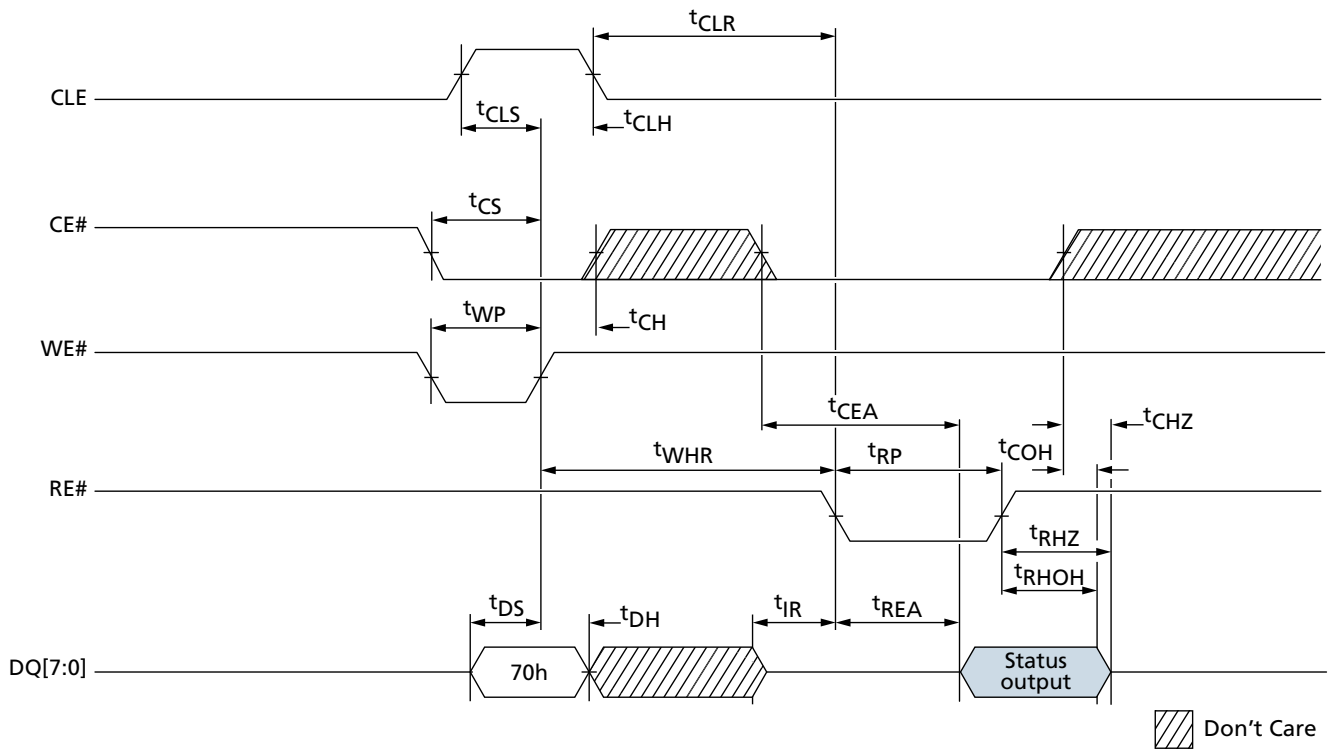 tCLR
CLE
tCLS
tCLH
tCS
CE#
tWP
tCH
WE#
tCEA
tCHZ
tWHR
tRP
tCOH
RE#
tRHZ
tRHOH
tDS
tDH
tIR
tREA
DQ[7:0]
70h
Status
output
Don't Care